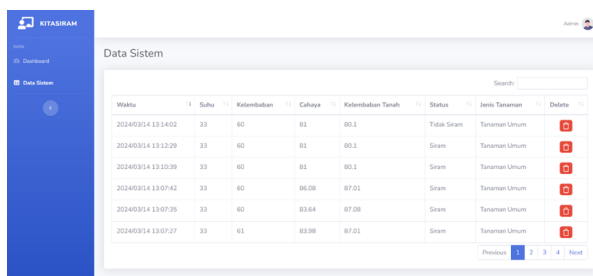 KITASIRAM
Admin
DATA
Dashboard
Data Sistem
Data Sistem
Search:
Waktu Suhu Kelembaban Cahaya Kelembaban Tanah Status Jenis Tanaman Delete
2024/03/14 13:14:02 33 60 81 80.1 Tidak Siram Tanaman Umum
2024/03/14 13:12:29 33 60 81 80.1 Siram Tanaman Umum
2024/03/14 13:10:39 33 60 81 80.1 Siram Tanaman Umum
2024/03/14 13:07:42 33 60 86.08 87.01 Siram Tanaman Umum
2024/03/14 13:07:35 33 60 83.64 87.08 Siram Tanaman Umum
2024/03/14 13:07:27 33 61 83.98 87.01 Siram Tanaman Umum
Previous 1 2 3 4 Next